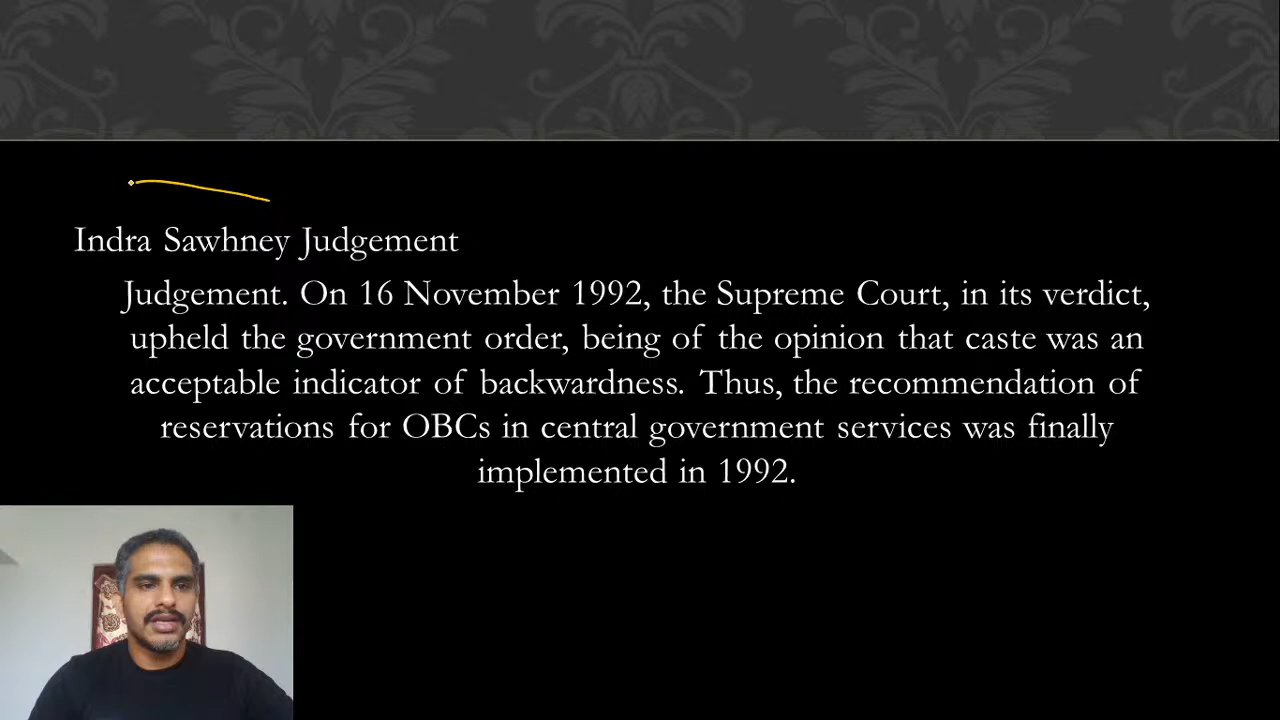 Indra Sawhney Judgement
Judgement. On 16 November 1992, the Supreme Court, in its verdict,
upheld the government order, being of the opinion that caste was an
acceptable indicator of backwardness. Thus, the recommendation of
reservations for OBCs in central government services was finally
implemented in 1992.